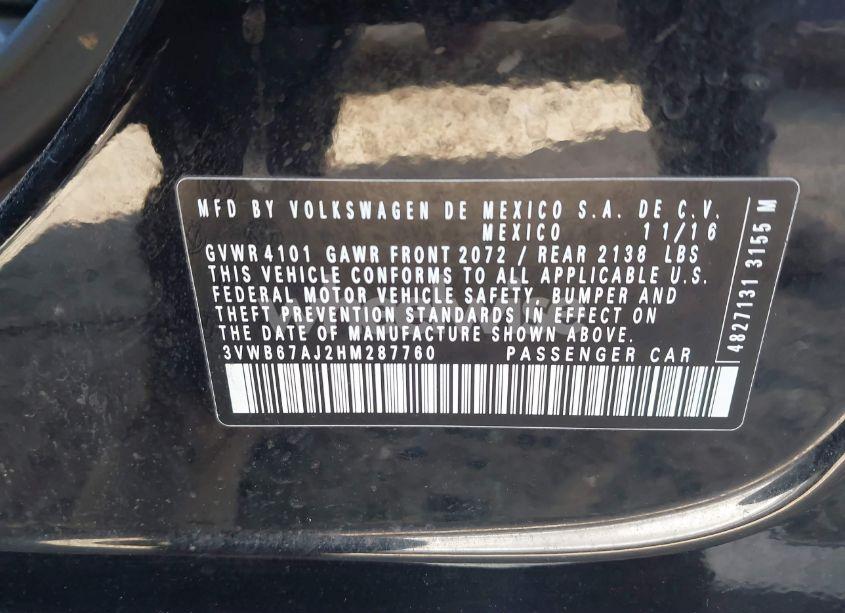 MFD BY VOLKSWAGEN DE MEXICO S.A. DE C.V.
MEXICO 11/16
GVWR 4101 GAWR FRONT 2072 / REAR 2138 LBS
THIS VEHICLE CONFORMS TO ALL APPLICABLE U.S.
FEDERAL MOTOR VEHICLE SAFETY, BUMPER AND
THEFT PREVENTION STANDARDS IN EFFECT ON
THE DATE OF MANUFACTURE SHOWN ABOVE.
3VWB67AJ2HM287760 PASSENGER CAR
4827131 3155 M